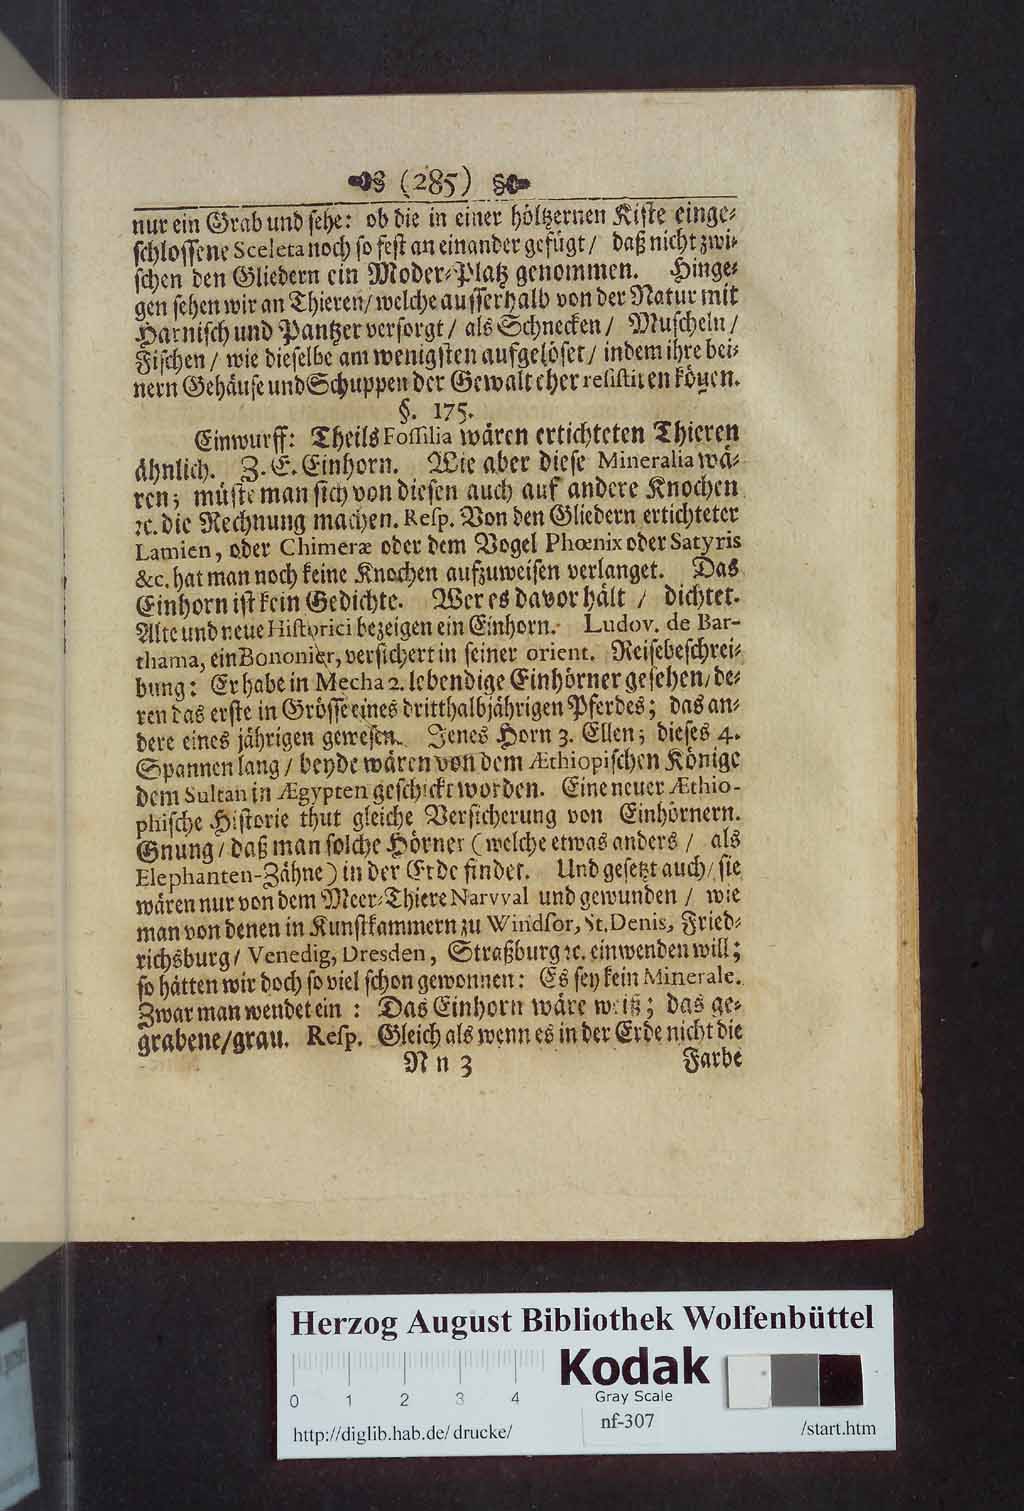 (285)
nur ein Grab und sehe: ob die in einer höltzernen Kiste einge-
schlossene Sceleta noch so fest an einander gefügt / daß nicht zwi-
schen den Gliedern ein Moder-Platz genommen. Hinge-
gen sehen wir an Thieren / welche ausserhalb von der Natur mit
Harnisch und Pantzer versorgt / als Schnecken / Muscheln /
Fischen / wie dieselbe am wenigsten aufgelöset / indem ihre bei-
nern Gehäuse und Schuppen der Gewalt eher resistiren
§. 175.
Einwurff: Theils Fossilia wären ertichteten Thieren
ähnlich. Z. E. Einhorn. Wie aber diese Mineralia wä-
ren; müste man sich von diesen auch auf andere Knochen
ꝛc. die Rechnung machen. Resp. Von den Gliedern ertichteter
Lamien, oder Chimeræ oder dem Vogel Phœnix oder Satyris
&c. hat man noch keine Knochen aufzuweisen verlanget. Das
Einhorn ist kein Gedichte. Wer es davor hält / dichtet.
Alte und neue Historici bezeigen ein Einhorn. Ludov. de Bar-
thama, ein Bononier, versichert in seiner orient. Reisebeschrei-
bung: Er habe in Mecha 2. lebendige Einhörner gesehen / de-
ren das erste in Grösse eines dritthalbjährigen Pferdes; das an-
dere eines jährigen gewesen. Jenes Horn 3. Ellen; dieses 4.
Spannen lang / beyde wären von dem Æthiopischen Könige
dem Sultan in Ægypten geschickt worden. Eine neuer Æthio-
phische Historie thut gleiche Versicherung von Einhörnern.
Gnung / daß man solche Hörner (welche etwas anders / als
Elephanten-Zähne) in der Erde findet. Und gesetzt auch / sie
wären nur von dem Meer-Thiere Narvval und gewunden / wie
man von denen in Kunstkammern zu Windsor, St. Denis, Fried-
richsburg / Venedig, Dresden, Straßburg ꝛc. einwenden will;
so hätten wir doch so viel schon gewonnen: Es sey kein Minerale.
Zwar man wendet ein : Das Einhorn wäre weiß; das ge-
grabene / grau. Resp. Gleich als wenn es in der Erde nicht die
N n 3 Farbe
Herzog August Bibliothek Wolfenbüttel
0 1 2 3 4
Kodak
Gray Scale
nf-307
http://diglib.hab.de/ drucke/ /start.htm